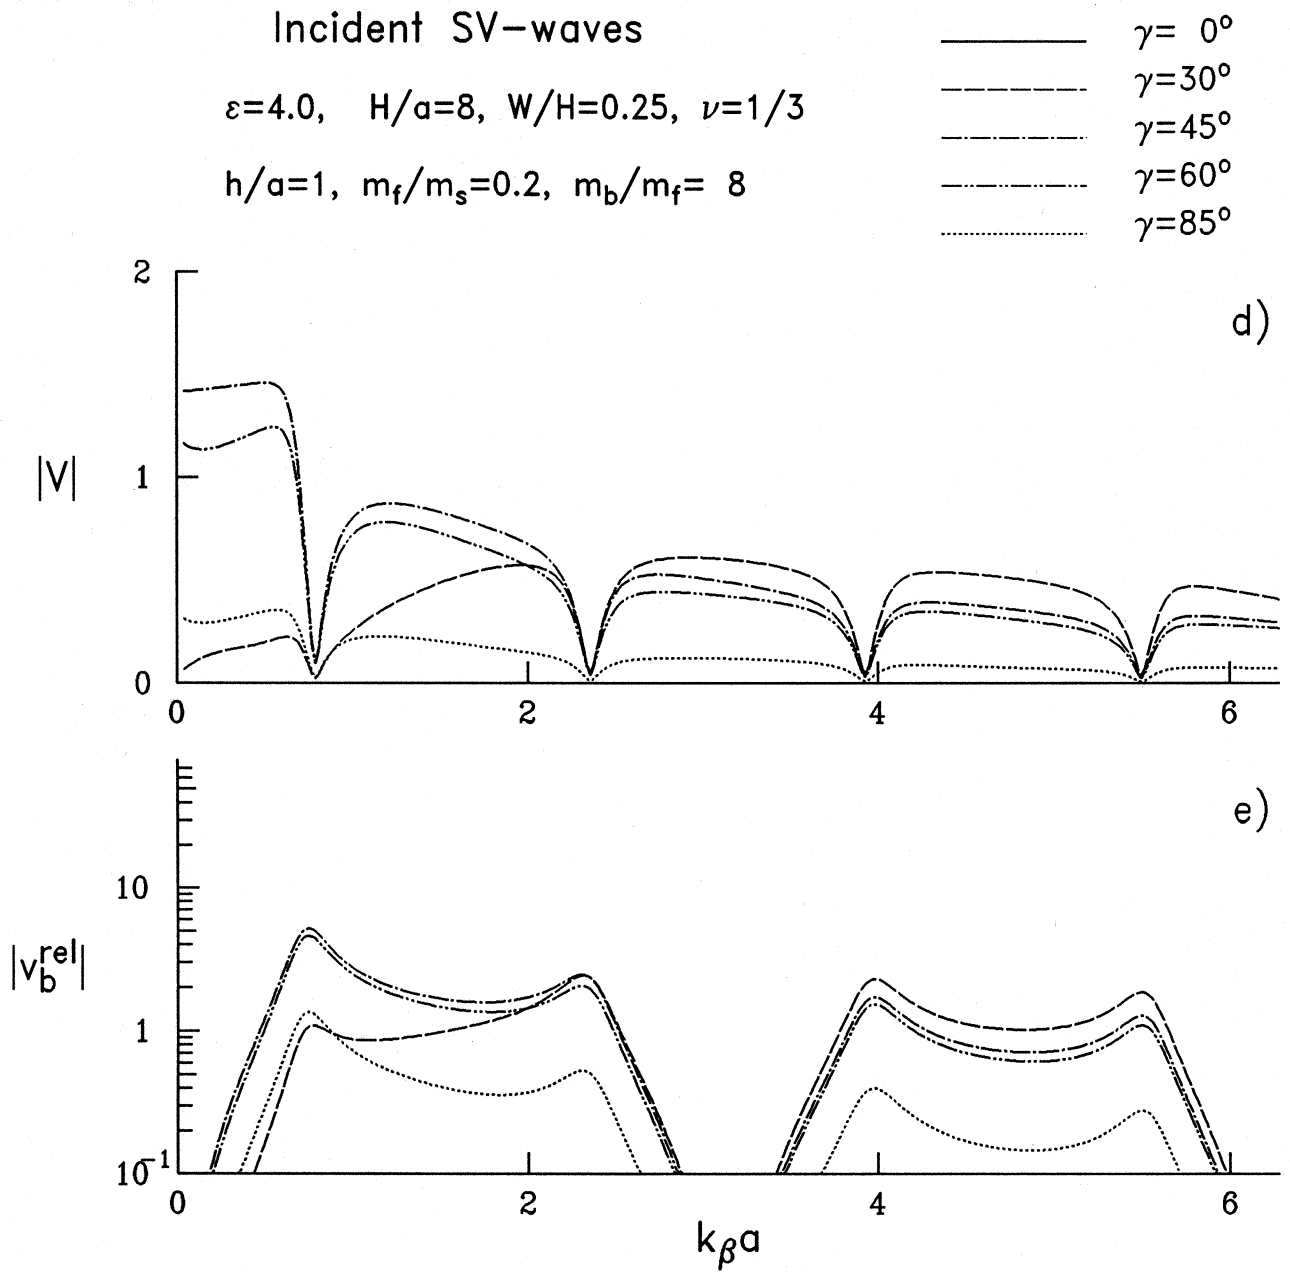 Incident SV-waves
ε=4.0, H/a=8, W/H=0.25, ν=1/3
h/a=1, m_f/m_s=0.2, m_b/m_f= 8
γ= 0°
γ=30°
γ=45°
γ=60°
γ=85°
d)
2
1
0
|V|
0 2 4 6
e)
10
1
10⁻¹
|v_b^rel|
0 2 4 6
k_βa